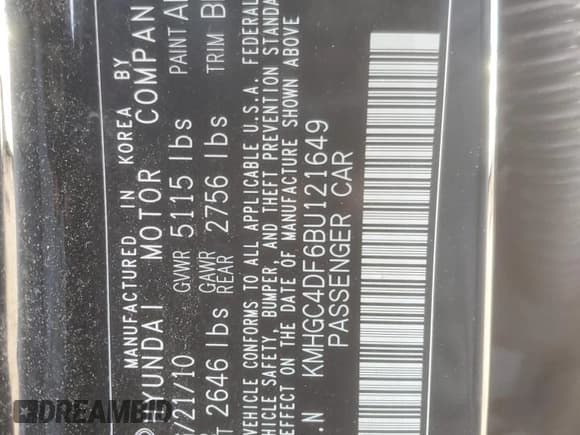 MANUFACTURED IN KOREA BY
HYUNDAI MOTOR COMPAN
/21/10 GVWR 5115 lbs PAINT A
T 2646 lbs GAWR REAR 2756 lbs TRIM B
VEHICLE CONFORMS TO ALL APPLICABLE U.S.A. FEDERAL
HICLE SAFETY, BUMPER, AND THEFT PREVENTION STANDA
EFFECT ON THE DATE OF MANUFACTURE SHOWN ABOVE
.N KMHGC4DF6BU121649
PASSENGER CAR
DREAMBID